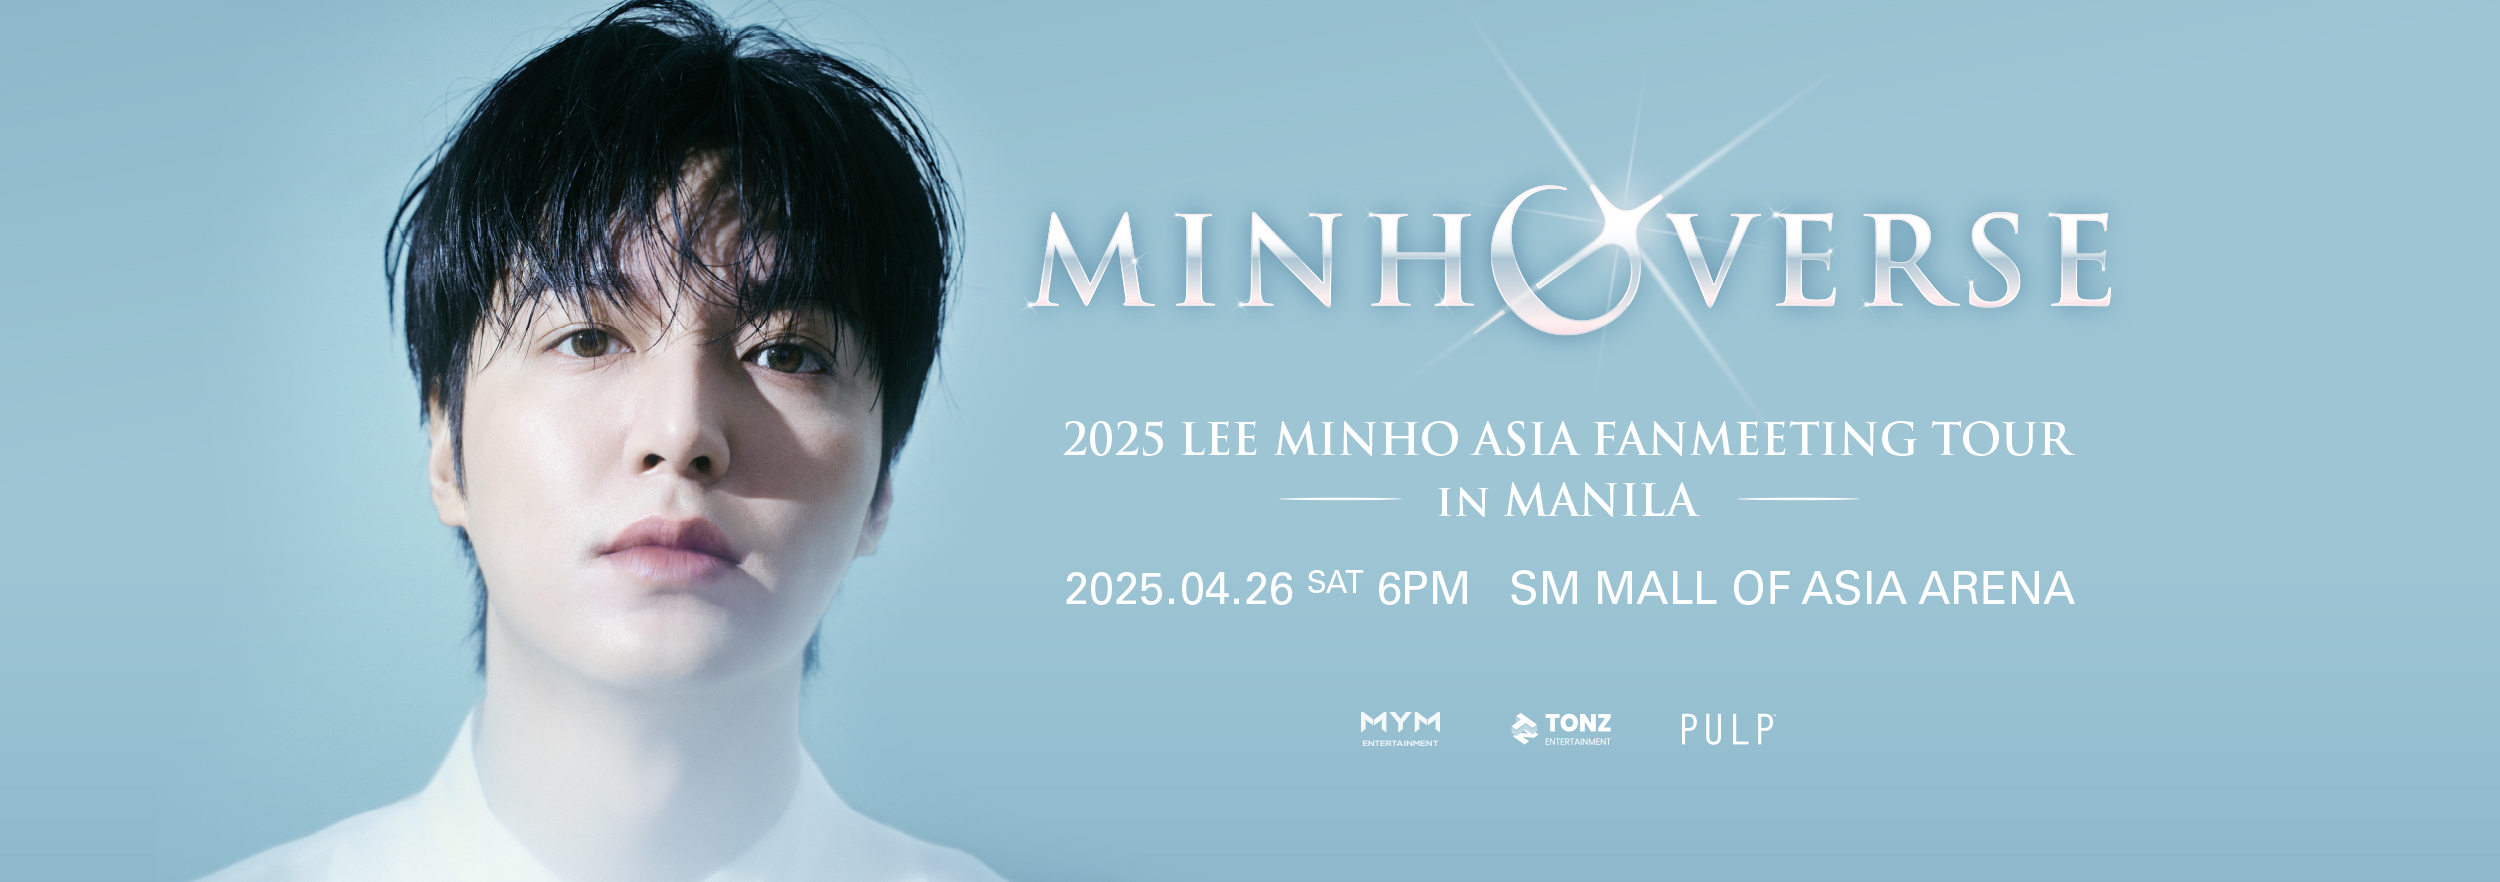 MINHOVERSE
2025 LEE MINHO ASIA FANMEETING TOUR
IN MANILA
2025.04.26 SAT 6PM SM MALL OF ASIA ARENA
MYM ENTERTAINMENT
TONZ ENTERTAINMENT
PULP